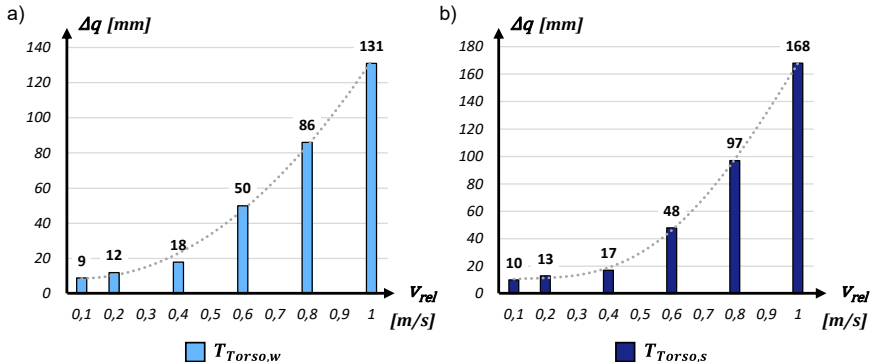 a)
Δq [mm]
140
120
100
80
60
40
20
0
9
12
18
50
86
131
0,1 0,2 0,3 0,4 0,5 0,6 0,7 0,8 0,9 1
v_rel
[m/s]
T_Torso,w
b)
Δq [mm]
180
160
140
120
100
80
60
40
20
0
10
13
17
48
97
168
0,1 0,2 0,3 0,4 0,5 0,6 0,7 0,8 0,9 1
v_rel
[m/s]
T_Torso,s